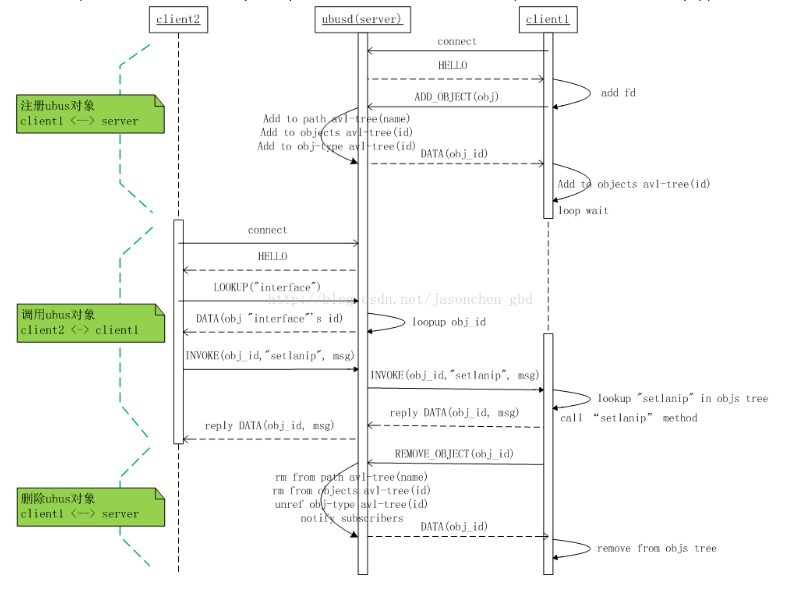 client2
ubusd(server)
client1
connect
HELLO
add fd
ADD_OBJECT(obj)
注册ubus对象
client1 <--> server
Add to path avl-tree(name)
Add to objects avl-tree(id)
Add to obj-type avl-tree(id)
DATA(obj_id)
Add to objects avl-tree(id)
loop wait
connect
HELLO
LOOKUP("interface")
http://blog.csdn.net/jasonchen_gbd
调用ubus对象
client2 <-> client1
DATA(obj "interface"'s id)
loopup obj_id
INVOKE(obj_id,"setlanip", msg)
INVOKE(obj_id,"setlanip", msg)
lookup "setlanip" in objs tree
call “setlanip” method
reply DATA(obj_id, msg)
reply DATA(obj_id, msg)
REMOVE_OBJECT(obj_id)
删除ubus对象
client1 <--> server
rm from path avl-tree(name)
rm from objects avl-tree(id)
unref obj-type avl-tree(id)
notify subscribers
DATA(obj_id)
remove from objs tree